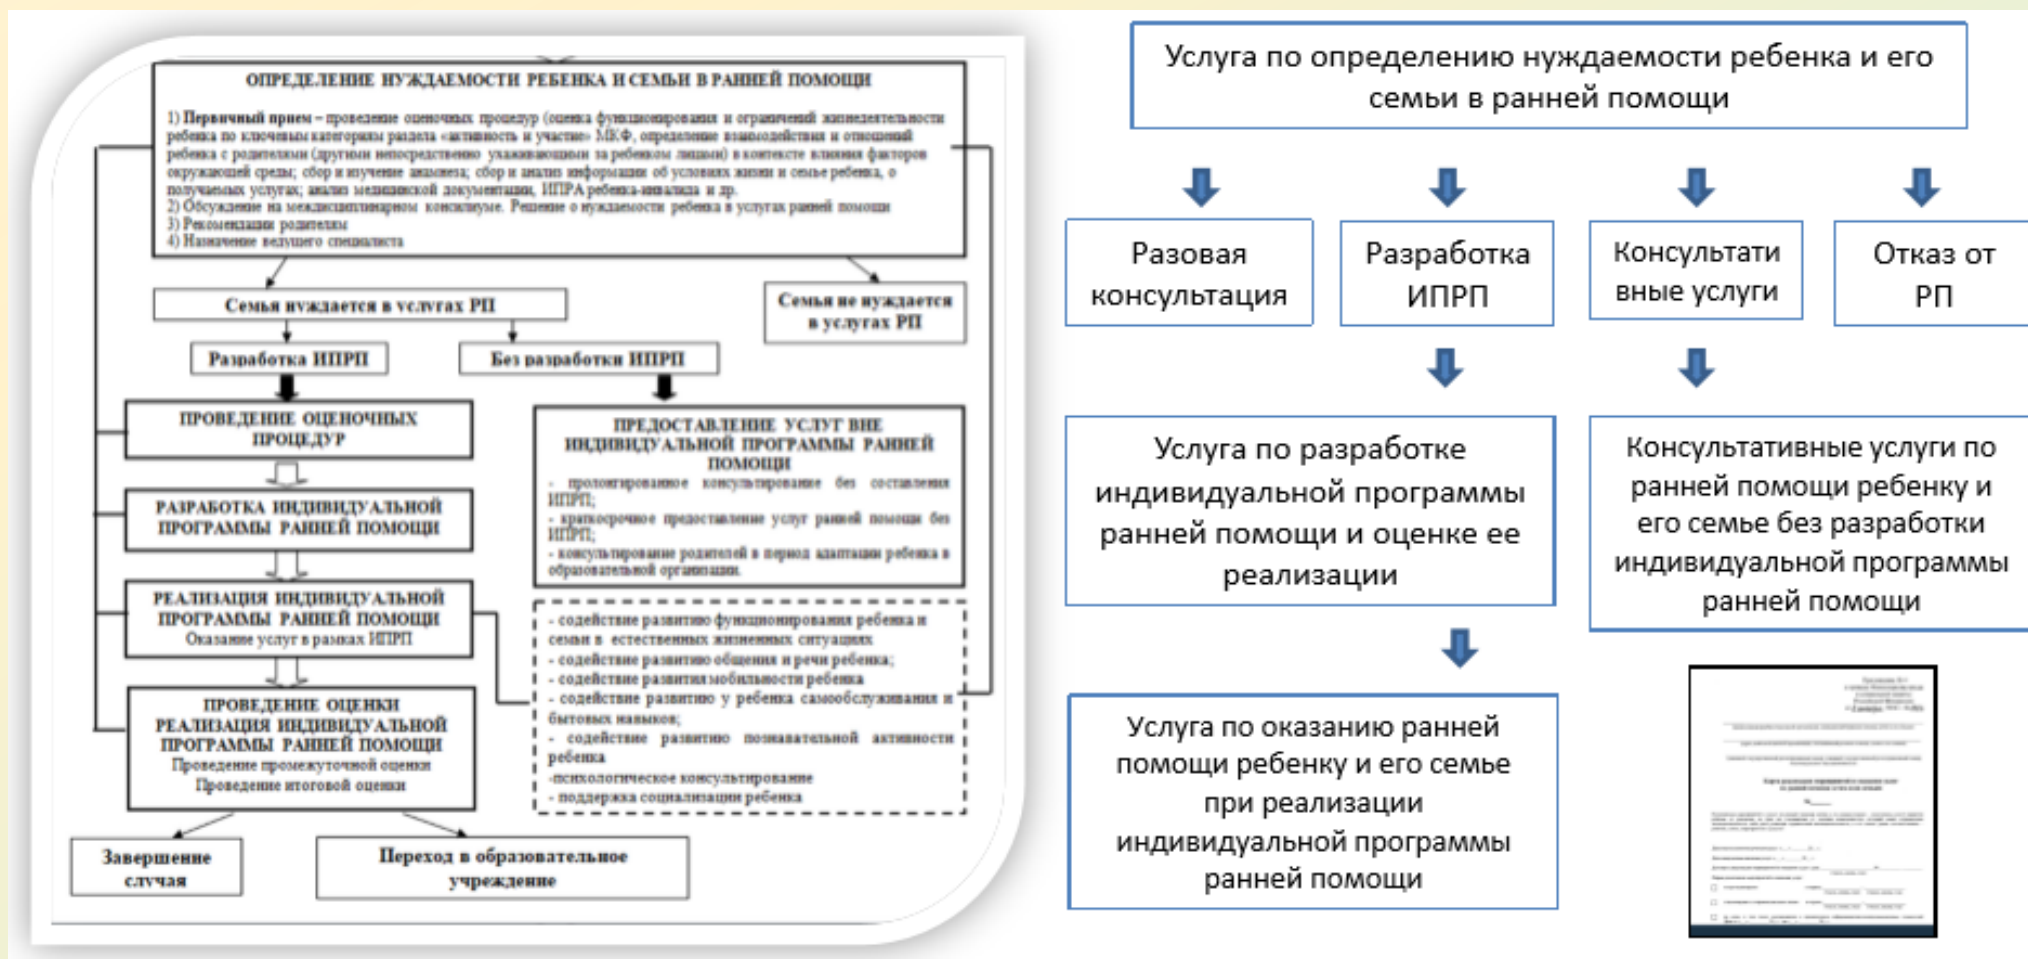 ОПРЕДЕЛЕНИЕ НУЖДАЕМОСТИ РЕБЕНКА И СЕМЬИ В РАННЕЙ ПОМОЩИ
1) Первичный прием – проведение оценочных процедур (оценка функционирования и ограничений жизнедеятельности
ребенка по ключевым категориям раздела «активность и участие» МКФ, определение взаимодействия и отношений
ребенка с родителями (другими непосредственно ухаживающими за ребенком лицами) в контексте влияния факторов
окружающей среды; сбор и изучение анамнеза; сбор и анализ информации об условиях жизни и семье ребенка, о
получаемых услугах; анализ медицинской документации, ИПРА ребенка-инвалида и др.
2) Обсуждение на междисциплинарном консилиуме. Решение о нуждаемости ребенка в услугах ранней помощи
3) Рекомендации родителям
4) Назначение ведущего специалиста
Семья нуждается в услугах РП
Семья не нуждается
в услугах РП
Разработка ИПРП
Без разработки ИПРП
ПРОВЕДЕНИЕ ОЦЕНОЧНЫХ
ПРОЦЕДУР
РАЗРАБОТКА ИНДИВИДУАЛЬНОЙ
ПРОГРАММЫ РАННЕЙ ПОМОЩИ
РЕАЛИЗАЦИЯ ИНДИВИДУАЛЬНОЙ
ПРОГРАММЫ РАННЕЙ ПОМОЩИ
Оказание услуг в рамках ИПРП
ПРОВЕДЕНИЕ ОЦЕНКИ
РЕАЛИЗАЦИЯ ИНДИВИДУАЛЬНОЙ
ПРОГРАММЫ РАННЕЙ ПОМОЩИ
Проведение промежуточной оценки
Проведение итоговой оценки
Завершение
случая
Переход в образовательное
учреждение
ПРЕДОСТАВЛЕНИЕ УСЛУГ ВНЕ
ИНДИВИДУАЛЬНОЙ ПРОГРАММЫ РАННЕЙ
ПОМОЩИ
- пролонгированное консультирование без составления
ИПРП;
- краткосрочное предоставление услуг ранней помощи без
ИПРП;
- консультирование родителей в период адаптации ребенка в
образовательной организации.
- содействие развитию функционирования ребенка и
семьи в естественных жизненных ситуациях
- содействие развитию общения и речи ребенка;
- содействие развития мобильности ребенка
- содействие развитию у ребенка самообслуживания и
бытовых навыков;
- содействие развитию познавательной активности
ребенка
-психологическое консультирование
- поддержка социализации ребенка
Услуга по определению нуждаемости ребенка и его
семьи в ранней помощи
Разовая
консультация
Разработка
ИПРП
Консультати
вные услуги
Отказ от
РП
Услуга по разработке
индивидуальной программы
ранней помощи и оценке ее
реализации
Консультативные услуги по
ранней помощи ребенку и
его семье без разработки
индивидуальной программы
ранней помощи
Услуга по оказанию ранней
помощи ребенку и его семье
при реализации
индивидуальной программы
ранней помощи